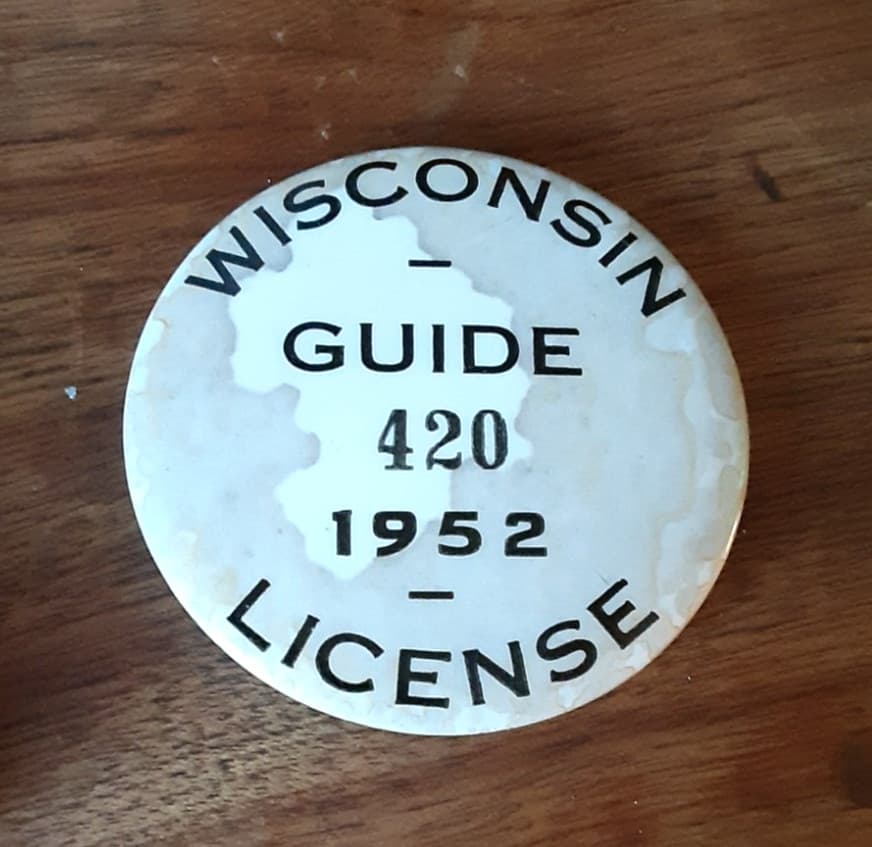 WISCONSIN
–
GUIDE
420
1952
–
LICENSE